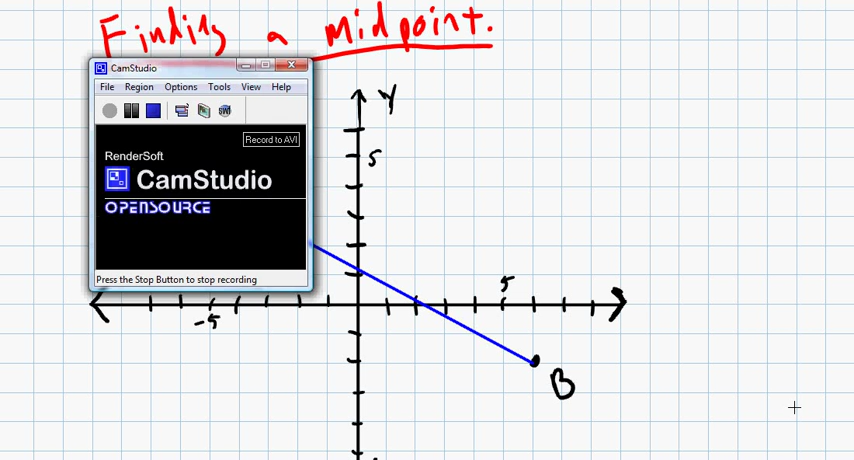 Finding a midpoint.
CamStudio
File Region Options Tools View Help
Record to AVI
RenderSoft
CamStudio
OPENSOURCE
Press the Stop Button to stop recording
Y
5
5
-5
B